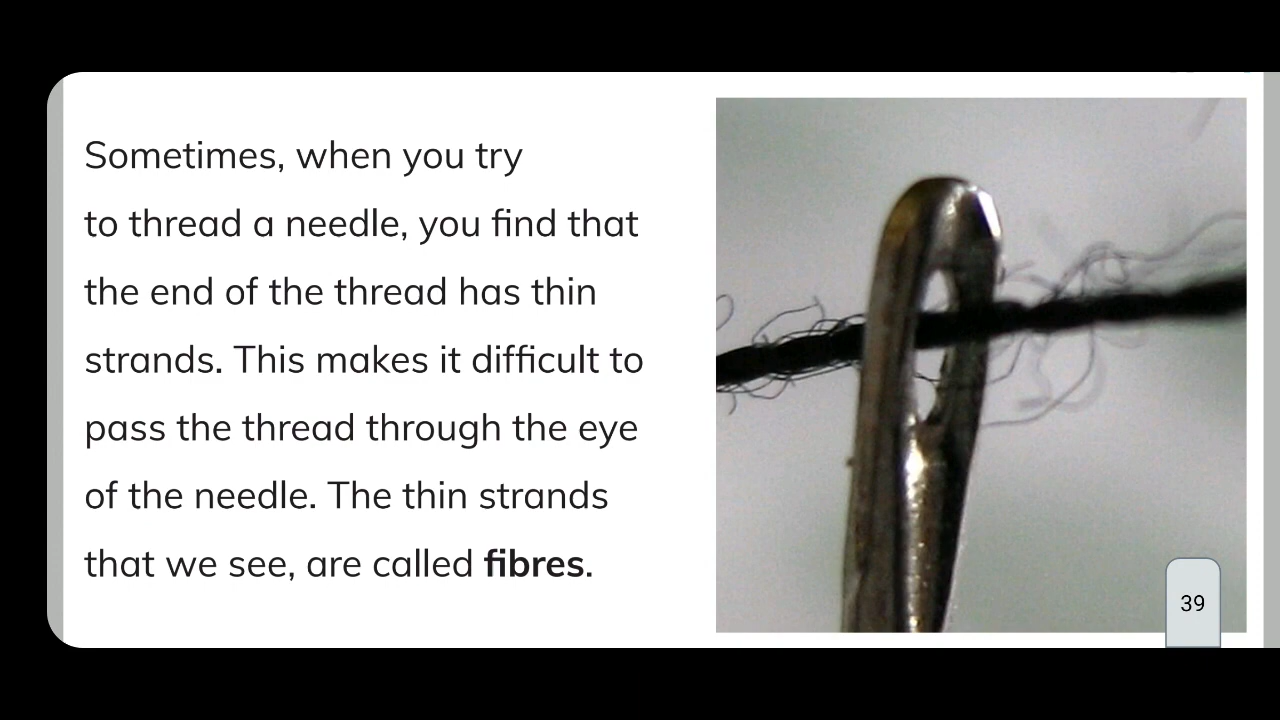 Sometimes, when you try
to thread a needle, you find that
the end of the thread has thin
strands. This makes it difficult to
pass the thread through the eye
of the needle. The thin strands
that we see, are called fibres.
39